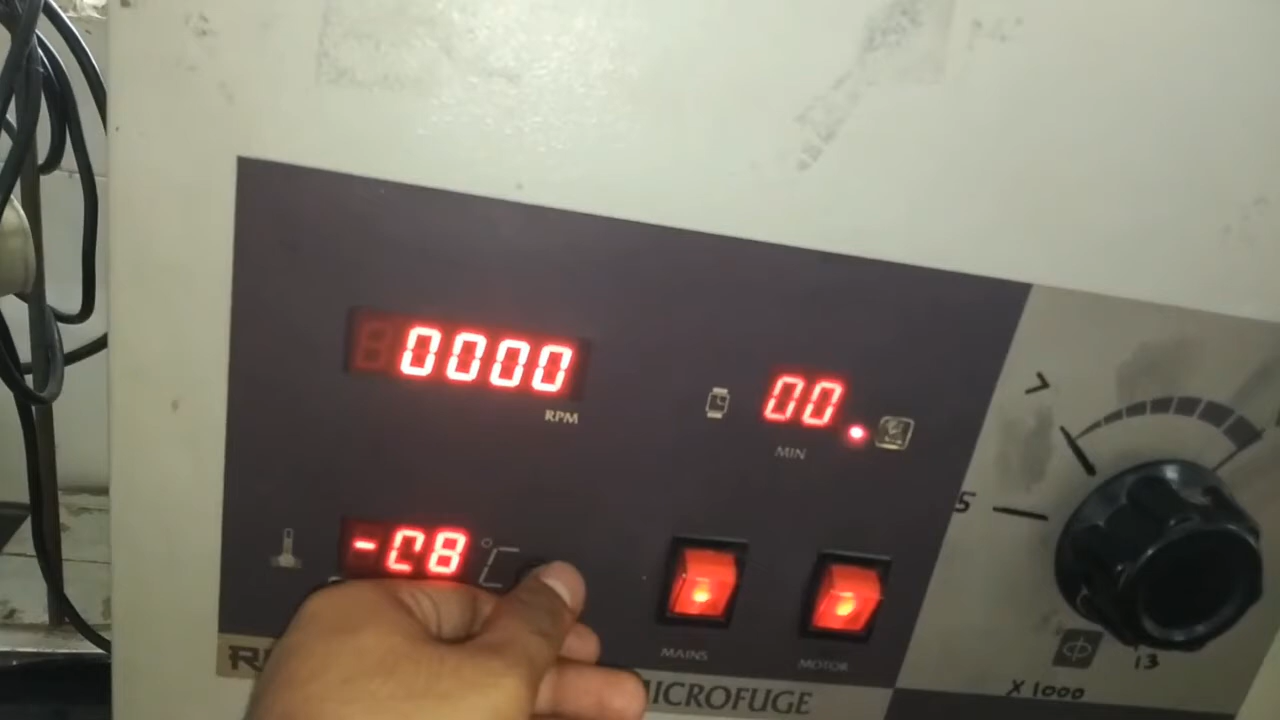 0000
RPM
00.
MIN
-C8 °C
MAINS
MOTOR
MICROFUGE
7
5
13
X 1000